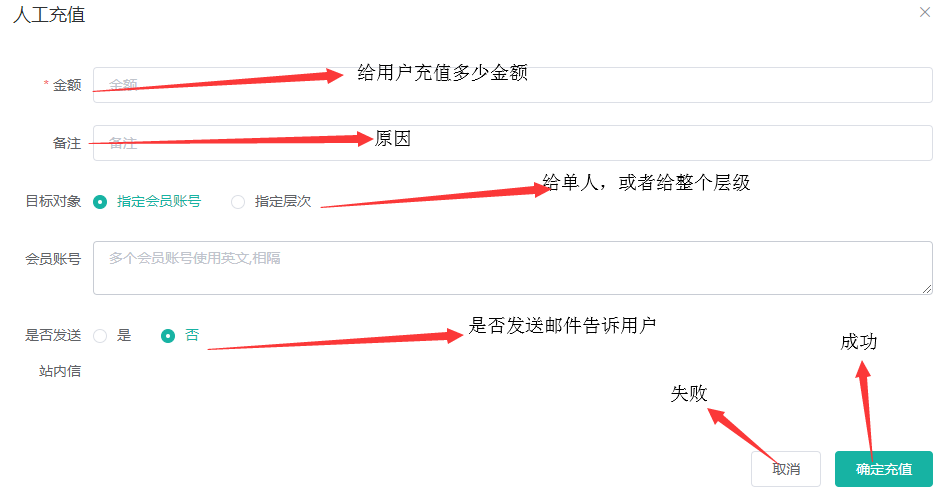 人工充值
* 金额
金额
给用户充值多少金额
备注
备注
原因
目标对象 指定会员账号 指定层次
给单人，或者给整个层级
会员账号
多个会员账号使用英文,相隔
是否发送 是 否
站内信
是否发送邮件告诉用户
成功
失败
取消 确定充值